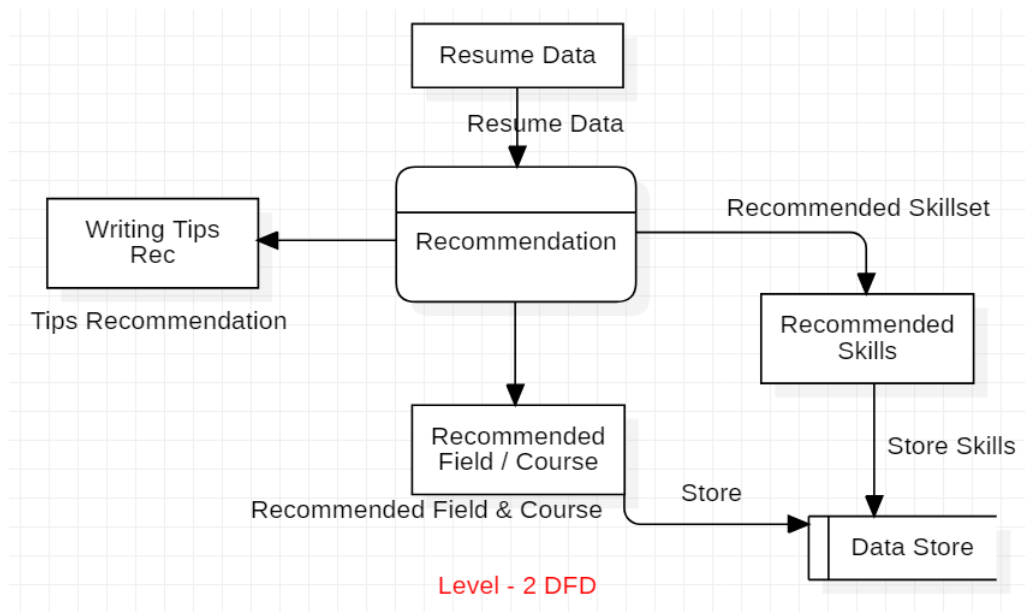 Resume Data
Resume Data
Recommended Skillset
Writing Tips
Rec
Recommendation
Tips Recommendation
Recommended
Skills
Recommended
Field / Course
Store Skills
Store
Recommended Field & Course
Data Store
Level - 2 DFD